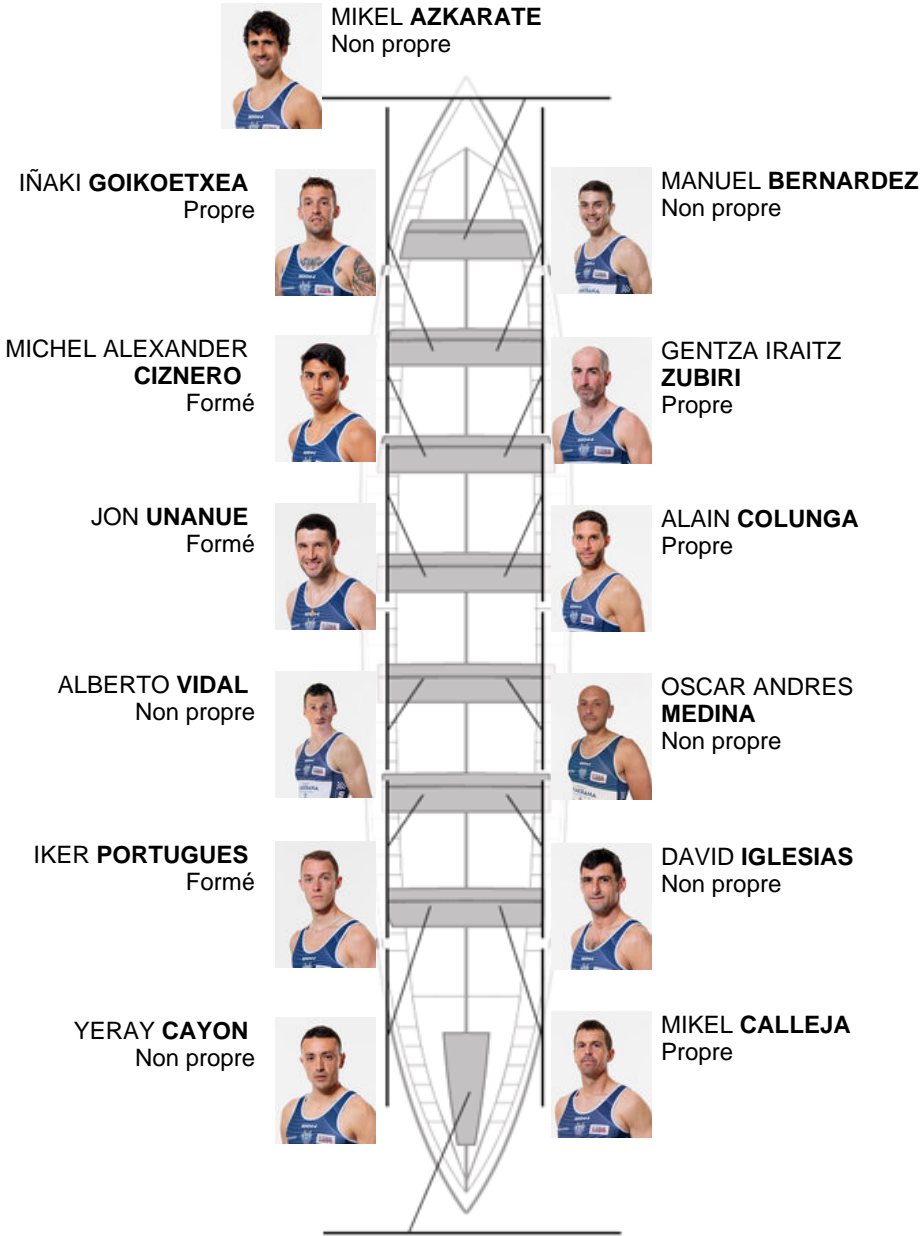 MIKEL AZKARATE
Non propre
IÑAKI GOIKOETXEA
Propre
MANUEL BERNARDEZ
Non propre
MICHEL ALEXANDER
CIZNERO
Formé
GENTZA IRAITZ
ZUBIRI
Propre
JON UNANUE
Formé
ALAIN COLUNGA
Propre
ALBERTO VIDAL
Non propre
OSCAR ANDRES
MEDINA
Non propre
IKER PORTUGUES
Formé
DAVID IGLESIAS
Non propre
YERAY CAYON
Non propre
MIKEL CALLEJA
Propre